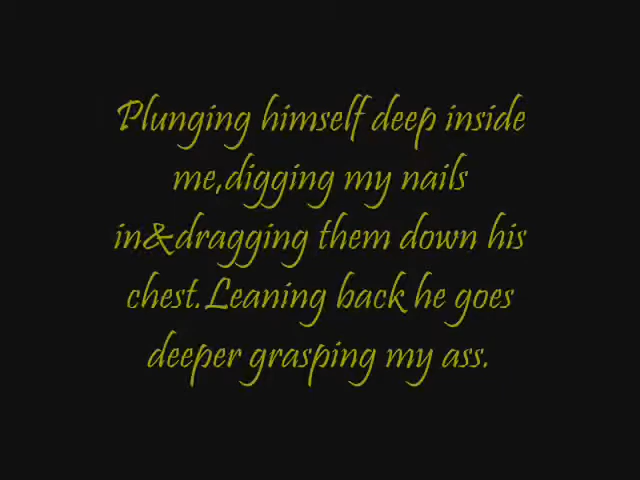 Plunging himself deep inside
me,digging my nails
in&dragging them down his
chest.Leaning back he goes
deeper grasping my ass.